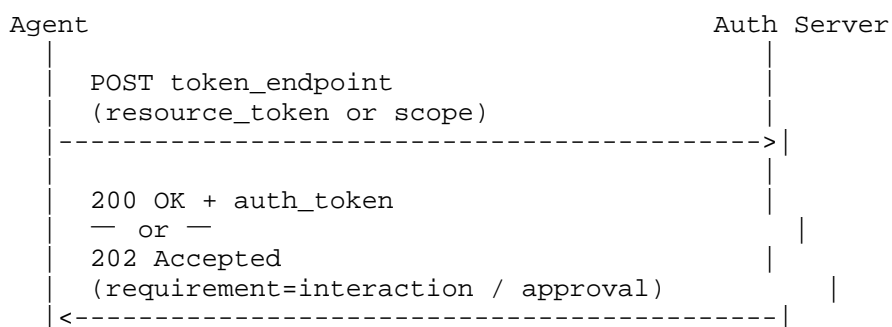 Agent Auth Server
POST token_endpoint
(resource_token or scope)
200 OK + auth_token
— or —
202 Accepted
(requirement=interaction / approval)